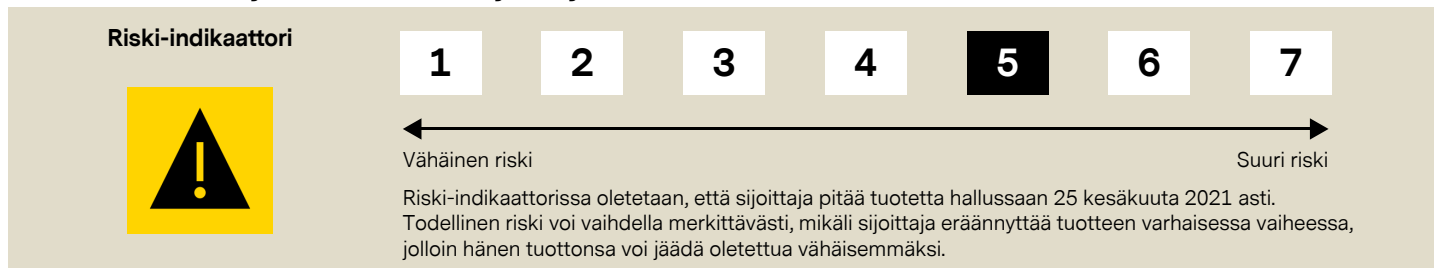 Riski-indikaattori
1 2 3 4 5 6 7
Vähäinen riski Suuri riski
Riski-indikaattorissa oletetaan, että sijoittaja pitää tuotetta hallussaan 25 kesäkuuta 2021 asti.
Todellinen riski voi vaihdella merkittävästi, mikäli sijoittaja eräännyttää tuotteen varhaisessa vaiheessa,
jolloin hänen tuottonsa voi jäädä oletettua vähäisemmäksi.